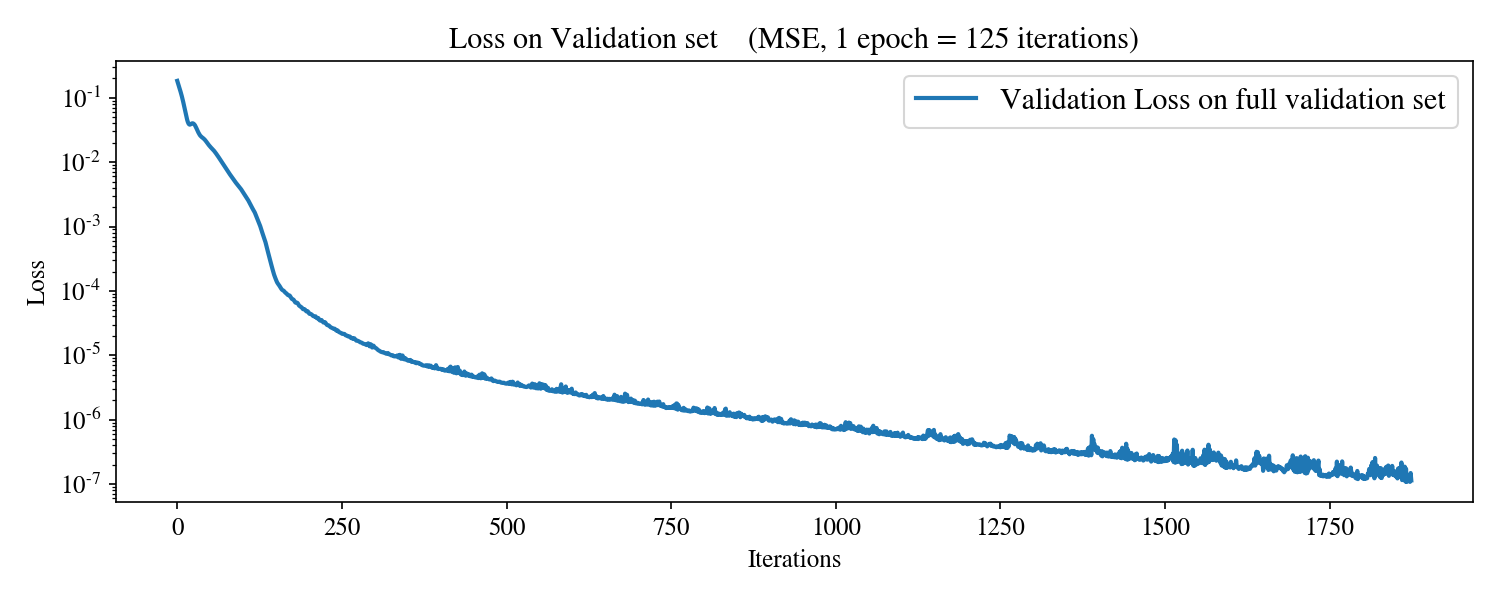 Loss on Validation set (MSE, 1 epoch = 125 iterations)
Validation Loss on full validation set
10-1
10-2
10-3
10-4
10-5
10-6
10-7
Loss
0 250 500 750 1000 1250 1500 1750
Iterations